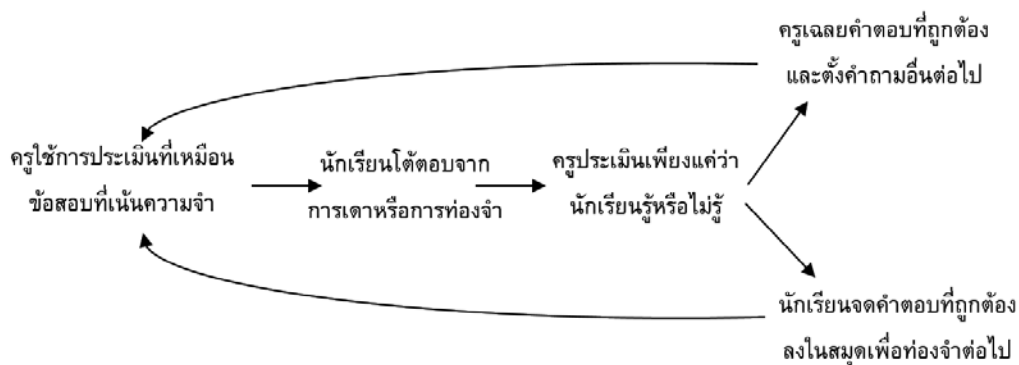 ครูเฉลยคำตอบที่ถูกต้อง
และตั้งคำถามอื่นต่อไป
ครูใช้การประเมินที่เหมือน
ข้อสอบที่เน้นความจำ
นักเรียนโต้ตอบจาก
การเดาหรือการท่องจำ
ครูประเมินเพียงแค่ว่า
นักเรียนรู้หรือไม่รู้
นักเรียนจดคำตอบที่ถูกต้อง
ลงในสมุดเพื่อท่องจำต่อไป